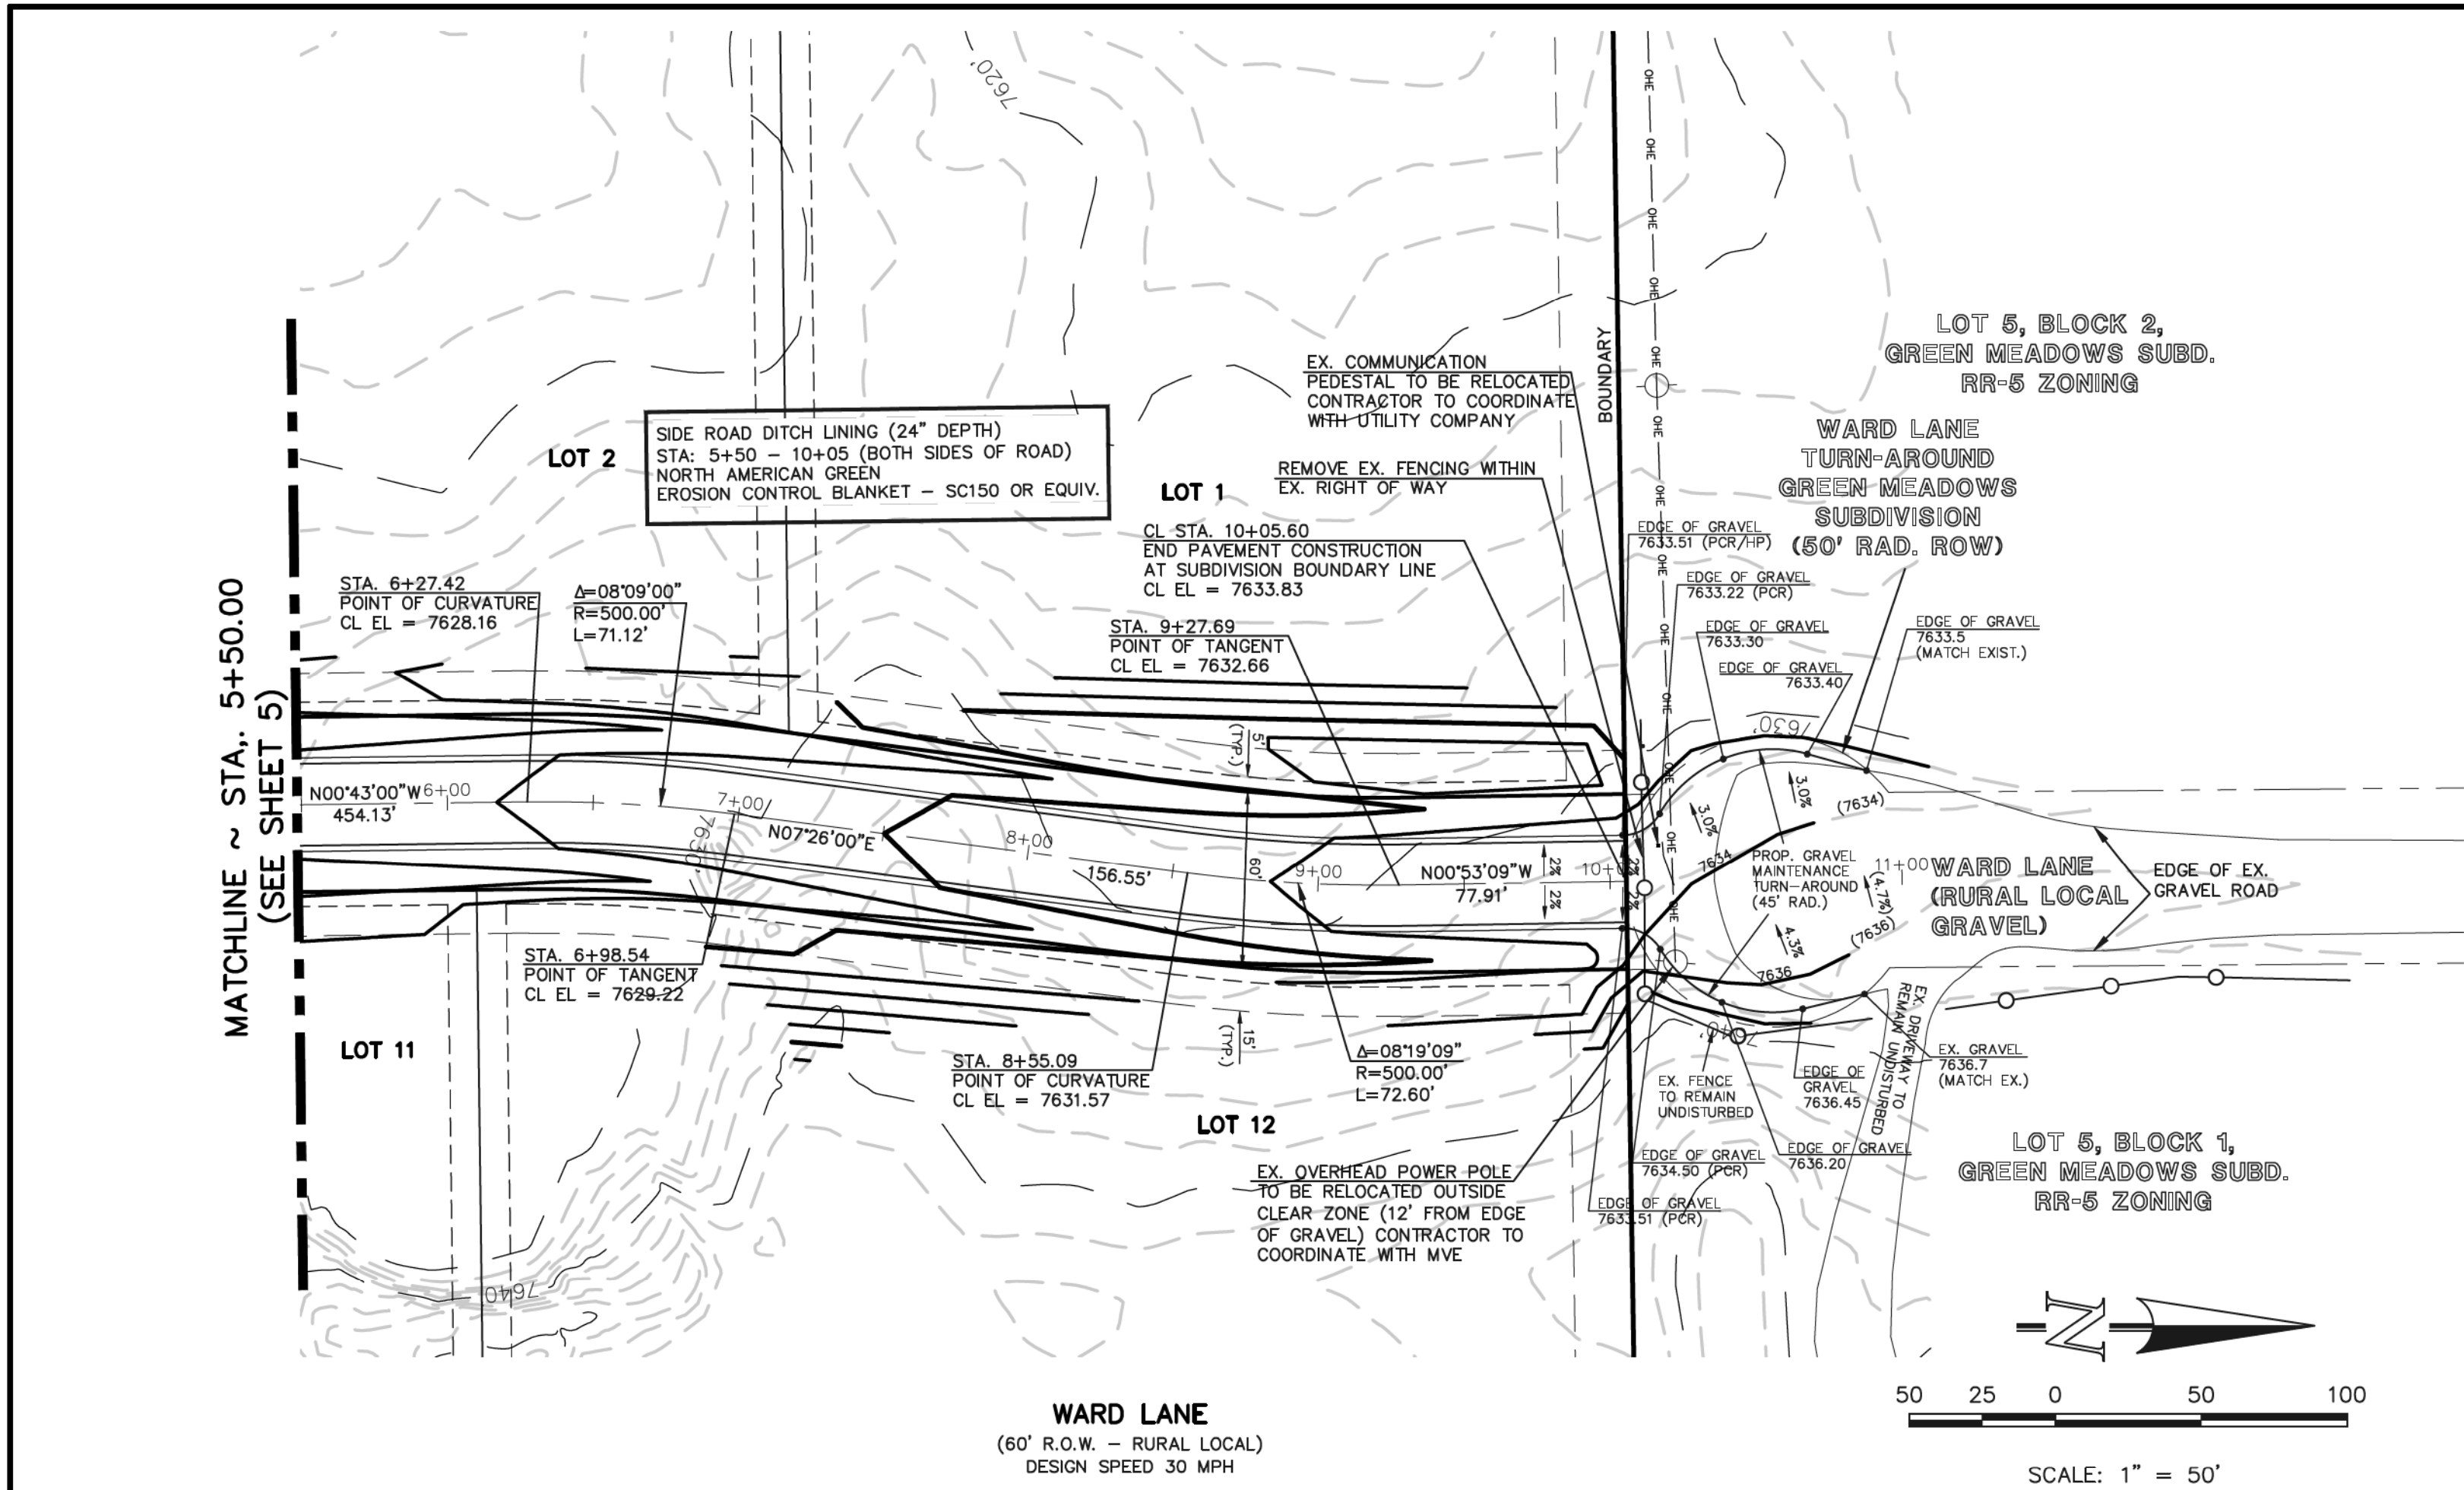 7620'
OHE
OHE
OHE
OHE
OHE
OHE
OHE
OHE
OHE
OHE
OHE
OHE
OHE
BOUNDARY
LOT 5, BLOCK 2,
GREEN MEADOWS SUBD.
RR-5 ZONING
WARD LANE
TURN-AROUND
GREEN MEADOWS
SUBDIVISION
(50' RAD. ROW)
EX. COMMUNICATION
PEDESTAL TO BE RELOCATED
CONTRACTOR TO COORDINATE
WITH UTILITY COMPANY
LOT 2
SIDE ROAD DITCH LINING (24" DEPTH)
STA: 5+50 – 10+05 (BOTH SIDES OF ROAD)
NORTH AMERICAN GREEN
EROSION CONTROL BLANKET – SC150 OR EQUIV.
LOT 1
REMOVE EX. FENCING WITHIN
EX. RIGHT OF WAY
CL STA. 10+05.60
END PAVEMENT CONSTRUCTION
AT SUBDIVISION BOUNDARY LINE
CL EL = 7633.83
EDGE OF GRAVEL
7633.51 (PCR/HP)
EDGE OF GRAVEL
7633.22 (PCR)
EDGE OF GRAVEL
7633.30
EDGE OF GRAVEL
7633.40
EDGE OF GRAVEL
7633.5
(MATCH EXIST.)
MATCHLINE ~ STA,. 5+50.00
(SEE SHEET 5)
STA. 6+27.42
POINT OF CURVATURE
CL EL = 7628.16
Δ=08°09'00"
R=500.00'
L=71.12'
STA. 9+27.69
POINT OF TANGENT
CL EL = 7632.66
5'
(TYP.)
7630'
3.0%
3.0%
(7634)
7634
N00°43'00"W
454.13'
6+00
7+00
7630'
N07°26'00"E
8+00
156.55'
60'
9+00
N00°53'09"W
77.91'
2%
2%
10+00
2%
2%
PROP. GRAVEL
MAINTENANCE
TURN–AROUND
(45' RAD.)
11+00
(4.7%)
4.3%
(7636)
7636
WARD LANE
(RURAL LOCAL
GRAVEL)
EDGE OF EX.
GRAVEL ROAD
STA. 6+98.54
POINT OF TANGENT
CL EL = 7629.22
LOT 11
STA. 8+55.09
POINT OF CURVATURE
CL EL = 7631.57
15'
(TYP.)
Δ=08°19'09"
R=500.00'
L=72.60'
7640'
EX. FENCE
TO REMAIN
UNDISTURBED
EDGE OF
GRAVEL
7636.45
EX. DRIVEWAY TO
REMAIN UNDISTURBED
EX. GRAVEL
7636.7
(MATCH EX.)
LOT 12
EX. OVERHEAD POWER POLE
TO BE RELOCATED OUTSIDE
CLEAR ZONE (12' FROM EDGE
OF GRAVEL) CONTRACTOR TO
COORDINATE WITH MVE
EDGE OF GRAVEL
7634.50 (PCR)
EDGE OF GRAVEL
7636.20
EDGE OF GRAVEL
7633.51 (PCR)
LOT 5, BLOCK 1,
GREEN MEADOWS SUBD.
RR-5 ZONING
7640
N
WARD LANE
(60' R.O.W. – RURAL LOCAL)
DESIGN SPEED 30 MPH
50 25 0 50 100
SCALE: 1" = 50'